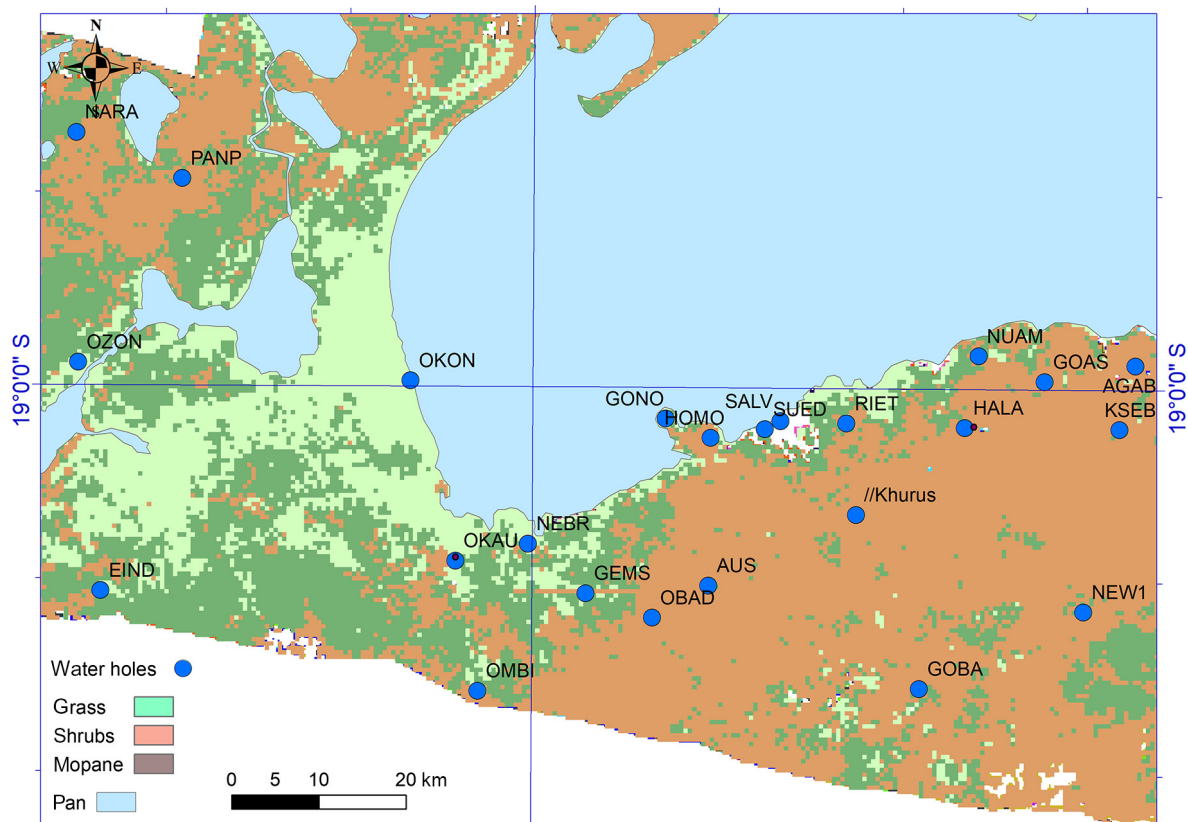 N
W E
S
NARA
PANP
OZON
OKON
NUAM
GOAS
AGAB
KSEB
19°0'0" S
19°0'0" S
GONO
HOMO
SALV
SUED
RIET
HALA
//Khurus
NEBR
OKAU
EIND
GEMS
AUS
OBAD
NEW1
OMBI
GOBA
Water holes
Grass
Shrubs
Mopane
Pan
0 5 10 20 km